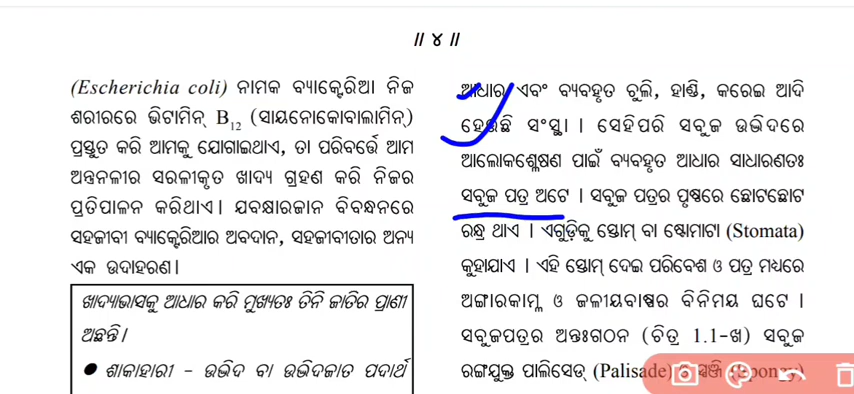 // ୪ //
(Escherichia coli) ନାମକ ବ୍ୟାକ୍ଟେରିଆ ନିଜ
ଶରୀରରେ ଭିଟାମିନ୍ B12 (ସାୟନୋକୋବାଲାମିନ୍)
ପ୍ରସ୍ତୁତ କରି ଆମକୁ ଯୋଗାଇଥାଏ, ତା ପରିବର୍ତ୍ତେ ଆମ
ଅନ୍ତ୍ରନଳୀର ସରଳୀକୃତ ଖାଦ୍ୟ ଗ୍ରହଣ କରି ନିଜର
ପ୍ରତିପାଳନ କରିଥାଏ। ଯବକ୍ଷାରଜାନ ବିବନ୍ଧନରେ
ସହଜୀବୀ ବ୍ୟାକ୍ଟେରିଆର ଅବଦାନ, ସହଜୀବୀତାର ଅନ୍ୟ
ଏକ ଉଦାହରଣ।
ଖାଦ୍ୟାଭାସକୁ ଆଧାର କରି ମୁଖ୍ୟତଃ ତିନି ଜାତିର ପ୍ରାଣୀ
ଅଛନ୍ତି।
● ଶାକାହାରୀ – ଉଦ୍ଭିଦ ବା ଉଦ୍ଭିଦଜାତ ପଦାର୍ଥ
ଆଧାର ଏବଂ ବ୍ୟବହୃତ ଚୁଲି, ହାଣ୍ଡି, କରେଇ ଆଦି
ହେଉଛି ସଂସ୍ଥା । ସେହିପରି ସବୁଜ ଉଦ୍ଭିଦରେ
ଆଲୋକଶ୍ଳେଷଣ ପାଇଁ ବ୍ୟବହୃତ ଆଧାର ସାଧାରଣତଃ
ସବୁଜ ପତ୍ର ଅଟେ । ସବୁଜ ପତ୍ରର ପୃଷ୍ଠରେ ଛୋଟଛୋଟ
ରନ୍ଧ୍ର ଥାଏ । ଏଗୁଡ଼ିକୁ ସ୍ତୋମ୍ ବା ଷ୍ଟୋମାଟା (Stomata)
କୁହାଯାଏ । ଏହି ସ୍ତୋମ୍ ଦେଇ ପରିବେଶ ଓ ପତ୍ର ମଧ୍ୟରେ
ଅଙ୍ଗାରକାମ୍ଳ ଓ ଜଳୀୟବାଷ୍ପର ବିନିମୟ ଘଟେ ।
ସବୁଜପତ୍ରର ଅନ୍ତଃଗଠନ (ଚିତ୍ର 1.1-ଖ) ସବୁଜ
ରଙ୍ଗଯୁକ୍ତ ପାଲିସେଡ୍ (Palisade) ଓ ସ୍ପଞ୍ଜି (Spongy)